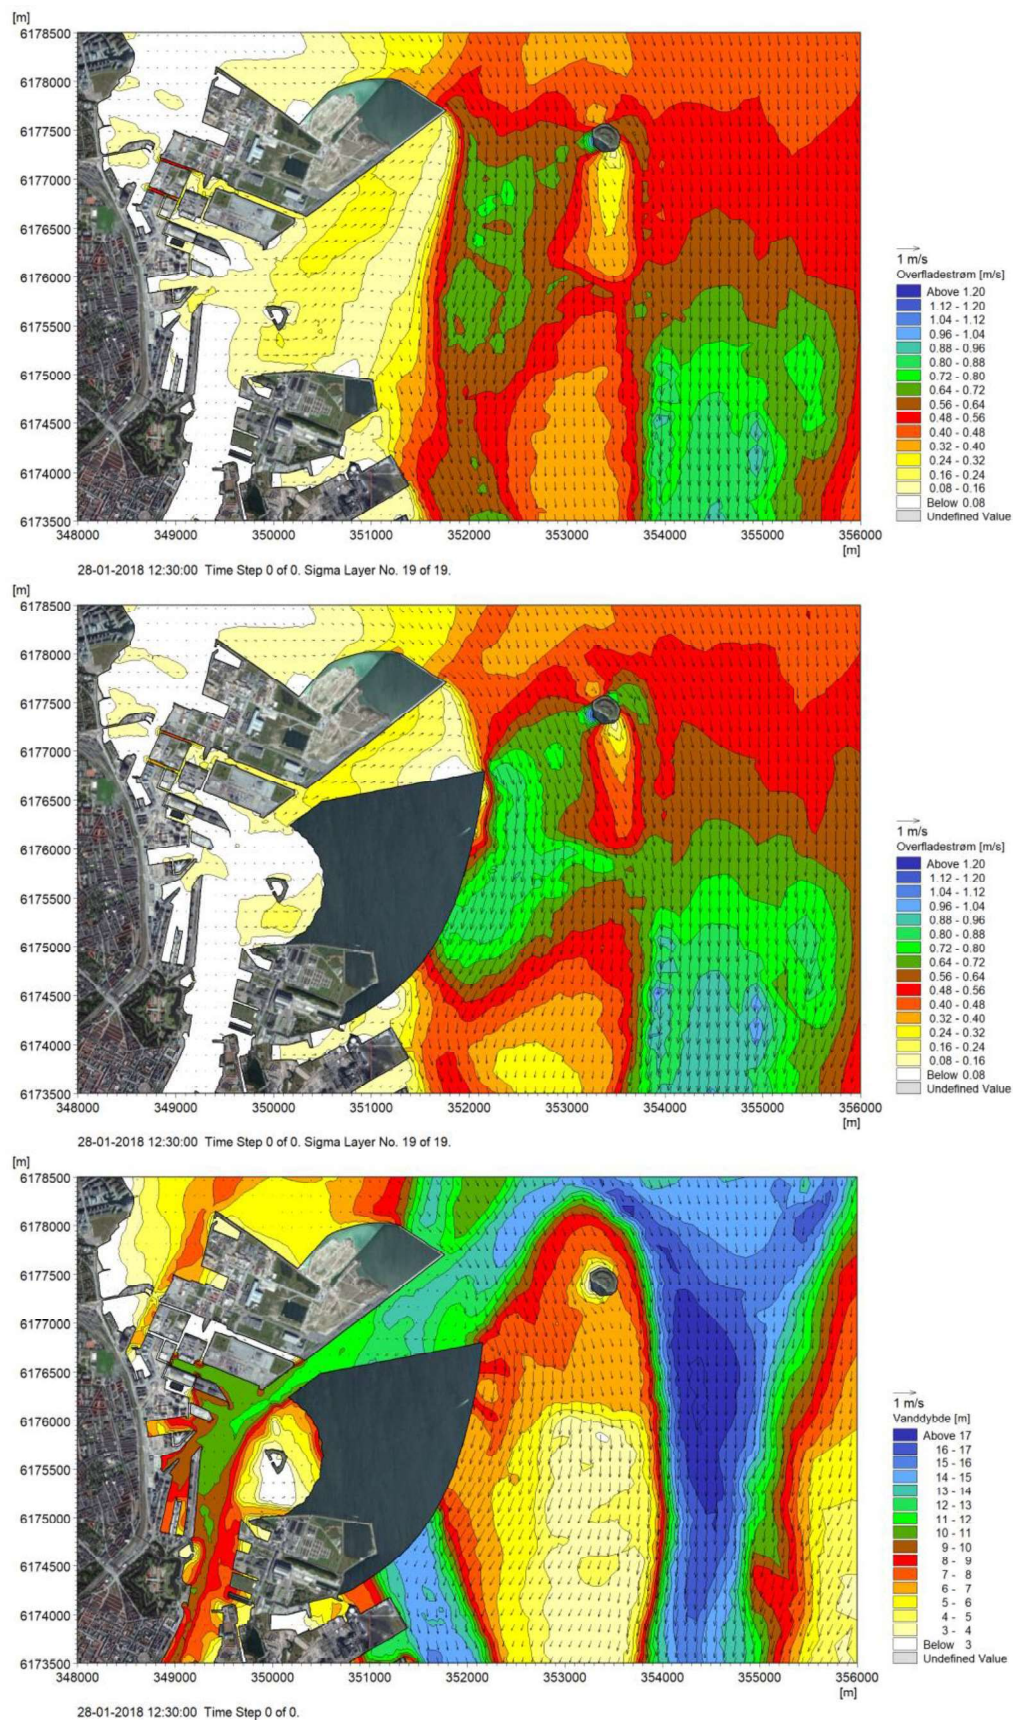 [m]
6178500
6178000
6177500
6177000
6176500
6176000
6175500
6175000
6174500
6174000
6173500
348000 349000 350000 351000 352000 353000 354000 355000 356000
[m]
28-01-2018 12:30:00 Time Step 0 of 0. Sigma Layer No. 19 of 19.
1 m/s
Overfladestrøm [m/s]
Above 1.20
1.12 - 1.20
1.04 - 1.12
0.96 - 1.04
0.88 - 0.96
0.80 - 0.88
0.72 - 0.80
0.64 - 0.72
0.56 - 0.64
0.48 - 0.56
0.40 - 0.48
0.32 - 0.40
0.24 - 0.32
0.16 - 0.24
0.08 - 0.16
Below 0.08
Undefined Value
[m]
6178500
6178000
6177500
6177000
6176500
6176000
6175500
6175000
6174500
6174000
6173500
348000 349000 350000 351000 352000 353000 354000 355000 356000
[m]
28-01-2018 12:30:00 Time Step 0 of 0. Sigma Layer No. 19 of 19.
1 m/s
Overfladestrøm [m/s]
Above 1.20
1.12 - 1.20
1.04 - 1.12
0.96 - 1.04
0.88 - 0.96
0.80 - 0.88
0.72 - 0.80
0.64 - 0.72
0.56 - 0.64
0.48 - 0.56
0.40 - 0.48
0.32 - 0.40
0.24 - 0.32
0.16 - 0.24
0.08 - 0.16
Below 0.08
Undefined Value
[m]
6178500
6178000
6177500
6177000
6176500
6176000
6175500
6175000
6174500
6174000
6173500
348000 349000 350000 351000 352000 353000 354000 355000 356000
[m]
28-01-2018 12:30:00 Time Step 0 of 0.
1 m/s
Vanddybde [m]
Above 17
16 - 17
15 - 16
14 - 15
13 - 14
12 - 13
11 - 12
10 - 11
9 - 10
8 - 9
7 - 8
6 - 7
5 - 6
4 - 5
3 - 4
Below 3
Undefined Value